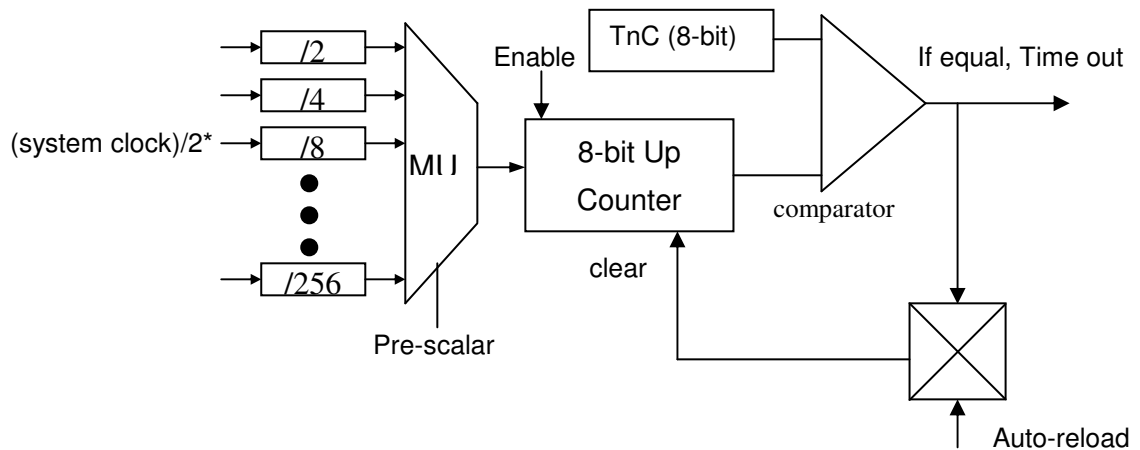 /2
/4
(system clock)/2*
/8
/256
MU
Pre-scalar
Enable
TnC (8-bit)
8-bit Up
Counter
clear
comparator
If equal, Time out
Auto-reload